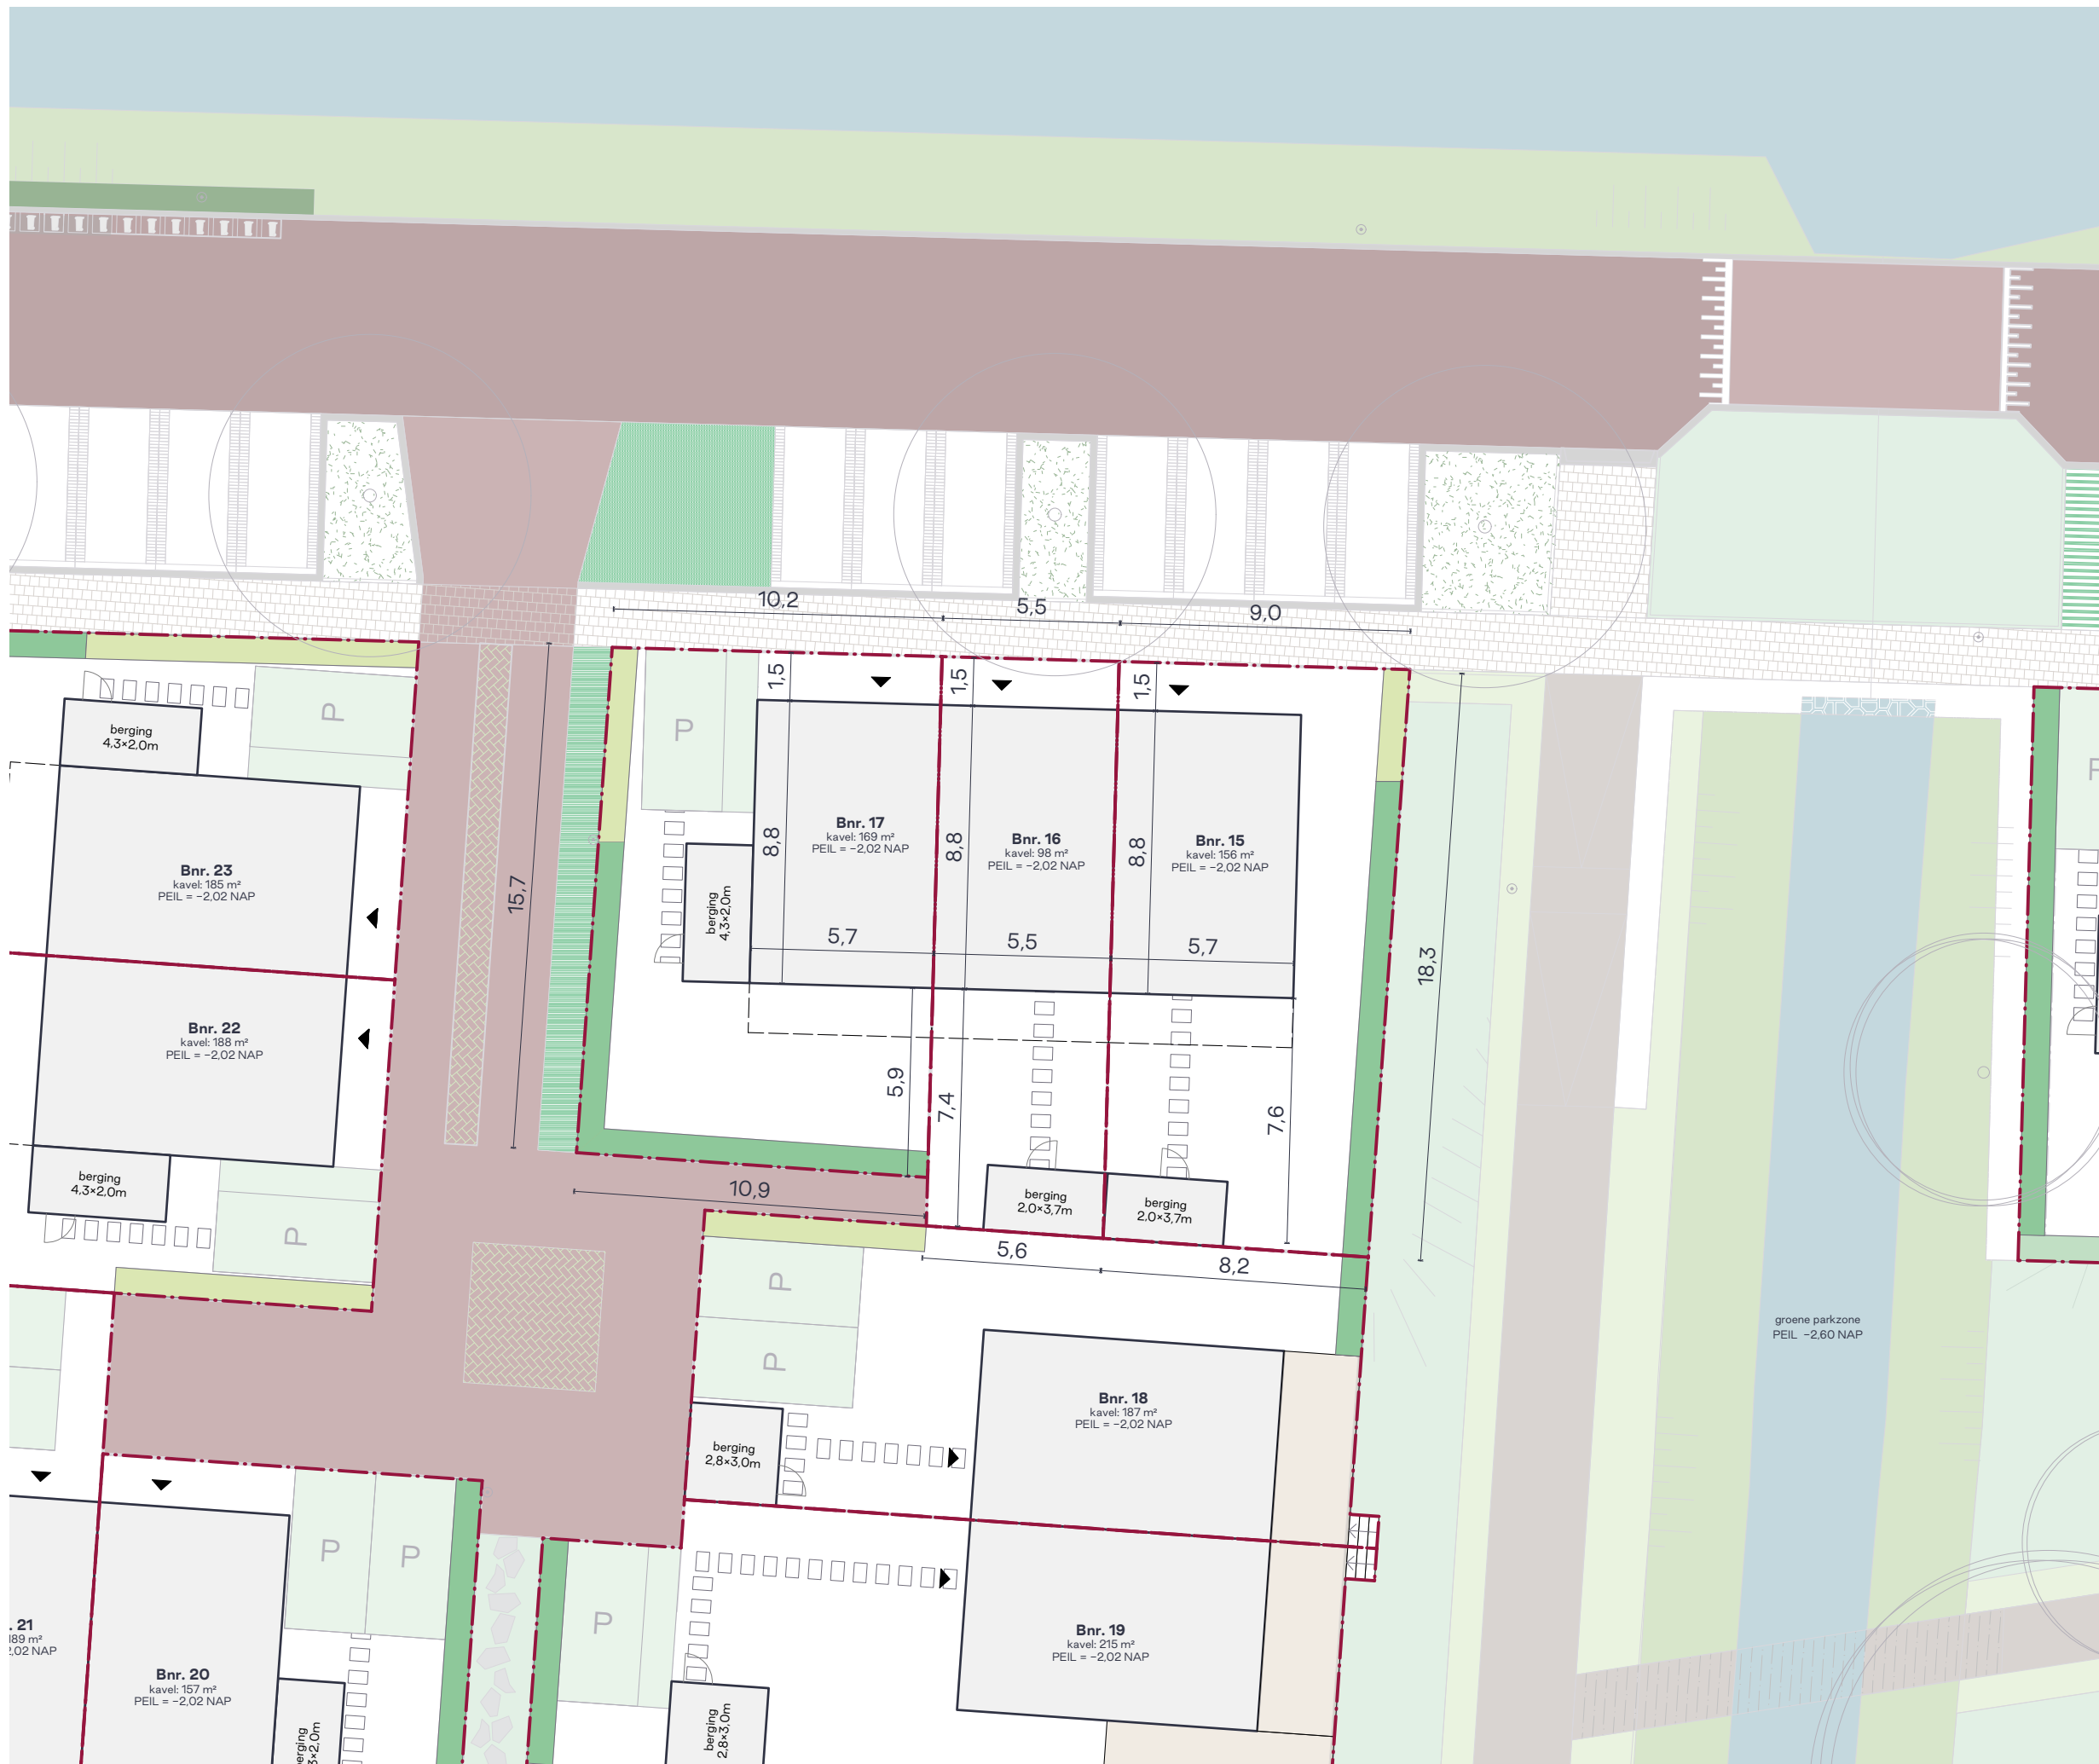 10,2
5,5
9,0
1,5
1,5
1,5
P
P
P
berging
4,3×2,0m
Bnr. 17
kavel: 169 m²
PEIL = −2,02 NAP
Bnr. 16
kavel: 98 m²
PEIL = −2,02 NAP
Bnr. 15
kavel: 156 m²
PEIL = −2,02 NAP
8,8
8,8
8,8
Bnr. 23
kavel: 185 m²
PEIL = −2,02 NAP
15,7
berging
4,3×2,0m
5,7
5,5
5,7
18,3
Bnr. 22
kavel: 188 m²
PEIL = −2,02 NAP
5,9
7,4
7,6
berging
4,3×2,0m
10,9
berging
2,0×3,7m
berging
2,0×3,7m
P
5,6
8,2
P
P
groene parkzone
PEIL −2,60 NAP
Bnr. 18
kavel: 187 m²
PEIL = −2,02 NAP
berging
2,8×3,0m
P
P
P
. 21
189 m²
2,02 NAP
Bnr. 19
kavel: 215 m²
PEIL = −2,02 NAP
Bnr. 20
kavel: 157 m²
PEIL = −2,02 NAP
berging
2,8×3,0m